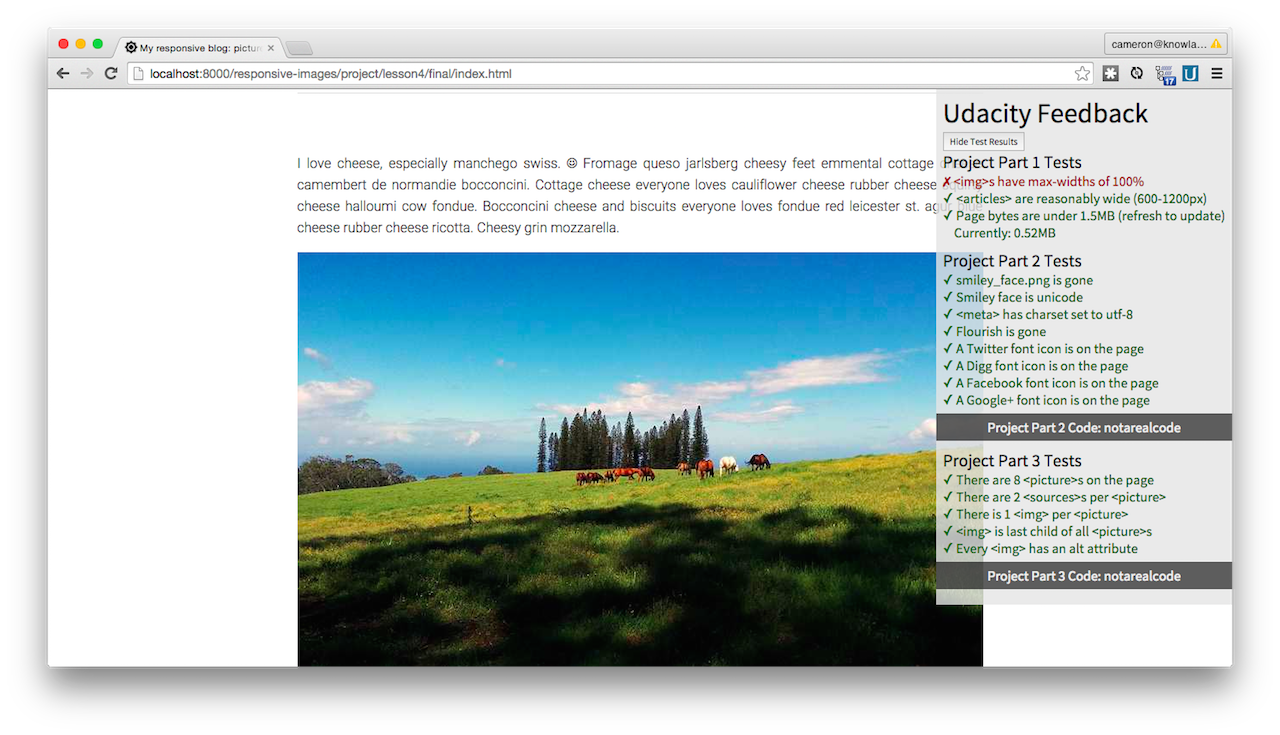 My responsive blog: pictur
cameron@knowla...
localhost:8000/responsive-images/project/lesson4/final/index.html
17
U
I love cheese, especially manchego swiss. ☺ Fromage queso jarlsberg cheesy feet emmental cottage
camembert de normandie bocconcini. Cottage cheese everyone loves cauliflower cheese rubber cheese
cheese halloumi cow fondue. Bocconcini cheese and biscuits everyone loves fondue red leicester st. agur blue
cheese rubber cheese ricotta. Cheesy grin mozzarella.
Udacity Feedback
Hide Test Results
Project Part 1 Tests
✗ <img>s have max-widths of 100%
✓ <articles> are reasonably wide (600-1200px)
✓ Page bytes are under 1.5MB (refresh to update)
Currently: 0.52MB
Project Part 2 Tests
✓ smiley_face.png is gone
✓ Smiley face is unicode
✓ <meta> has charset set to utf-8
✓ Flourish is gone
✓ A Twitter font icon is on the page
✓ A Digg font icon is on the page
✓ A Facebook font icon is on the page
✓ A Google+ font icon is on the page
Project Part 2 Code: notarealcode
Project Part 3 Tests
✓ There are 8 <picture>s on the page
✓ There are 2 <sources>s per <picture>
✓ There is 1 <img> per <picture>
✓ <img> is last child of all <picture>s
✓ Every <img> has an alt attribute
Project Part 3 Code: notarealcode